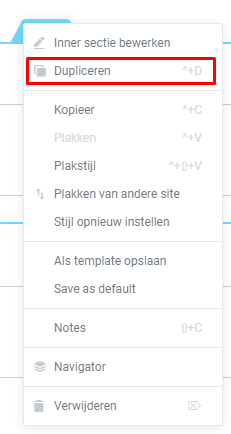 Inner sectie bewerken
Dupliceren ^+D
Kopieer ^+C
Plakken ^+V
Plakstijl ^+⇧+V
Plakken van andere site
Stijl opnieuw instellen
Als template opslaan
Save as default
Notes ⇧+C
Navigator
Verwijderen ⌦